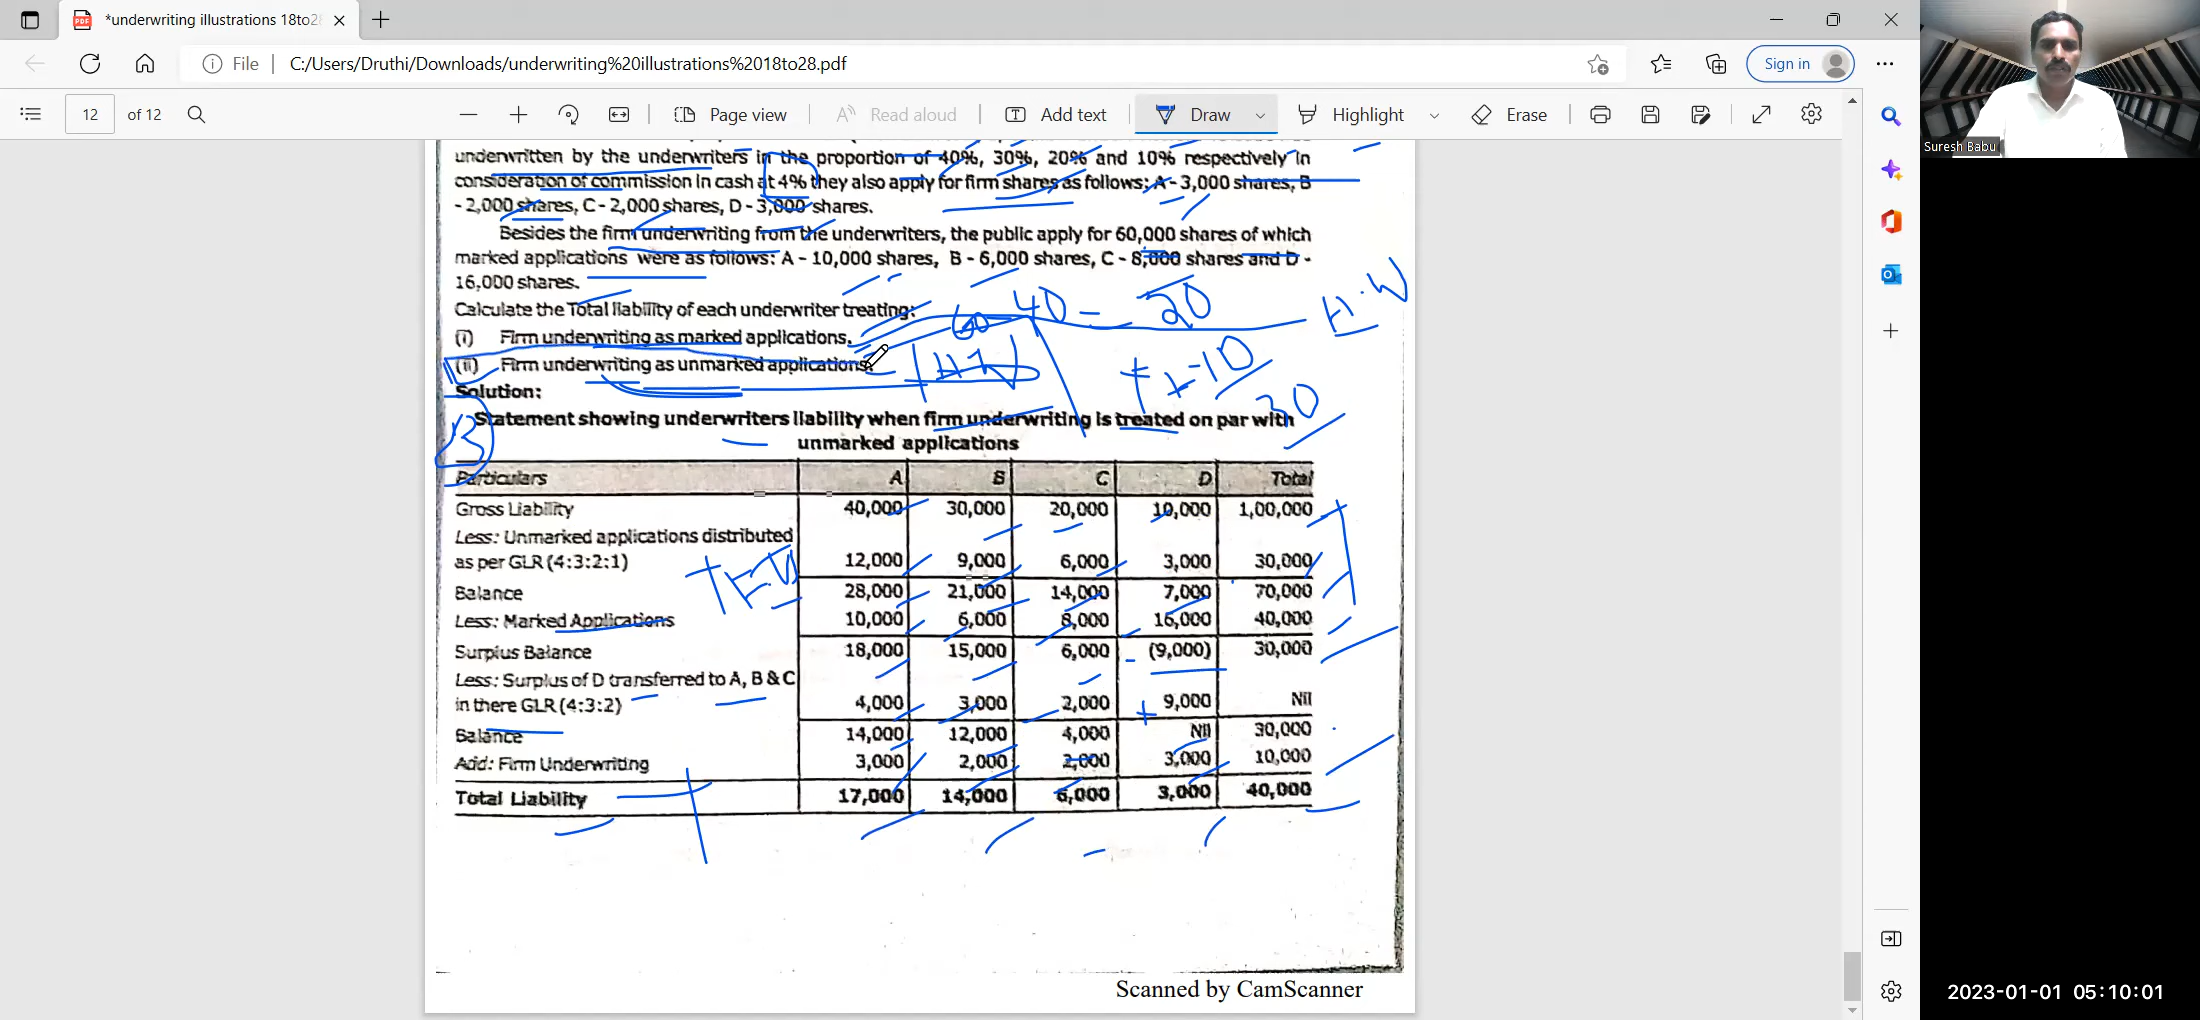 *underwriting illustrations 18to28
File
C:/Users/Druthi/Downloads/underwriting%20illustrations%2018to28.pdf
Sign in
12 of 12
Page view
Read aloud
Add text
Draw
Highlight
Erase
Suresh Babu
underwritten by the underwriters in the proportion of 40%, 30%, 20% and 10% respectively in
consideration of commission in cash at 4% they also apply for firm shares as follows: A - 3,000 shares, B
- 2,000 shares, C - 2,000 shares, D - 3,000 shares.
Besides the firm underwriting from the underwriters, the public apply for 60,000 shares of which
marked applications were as follows: A - 10,000 shares, B - 6,000 shares, C - 8,000 shares and D -
16,000 shares.
Calculate the Total liability of each underwriter treating:
(i) Firm underwriting as marked applications.
(ii) Firm underwriting as unmarked applications.
60 40 - 20
H.W
+ 10
30
Solution:
Statement showing underwriters liability when firm underwriting is treated on par with
unmarked applications
Particulars A B C D Total
Gross Liability 40,000 30,000 20,000 10,000 1,00,000
Less: Unmarked applications distributed
as per GLR (4:3:2:1) 12,000 9,000 6,000 3,000 30,000
Balance 28,000 21,000 14,000 7,000 70,000
Less: Marked Applications 10,000 6,000 8,000 16,000 40,000
Surplus Balance 18,000 15,000 6,000 (9,000) 30,000
Less: Surplus of D transferred to A, B & C
in there GLR (4:3:2) 4,000 3,000 2,000 + 9,000 Nil
Balance 14,000 12,000 4,000 Nil 30,000
Add: Firm Underwriting 3,000 2,000 2,000 3,000 10,000
Total Liability 17,000 14,000 6,000 3,000 40,000
Scanned by CamScanner
2023-01-01 05:10:01